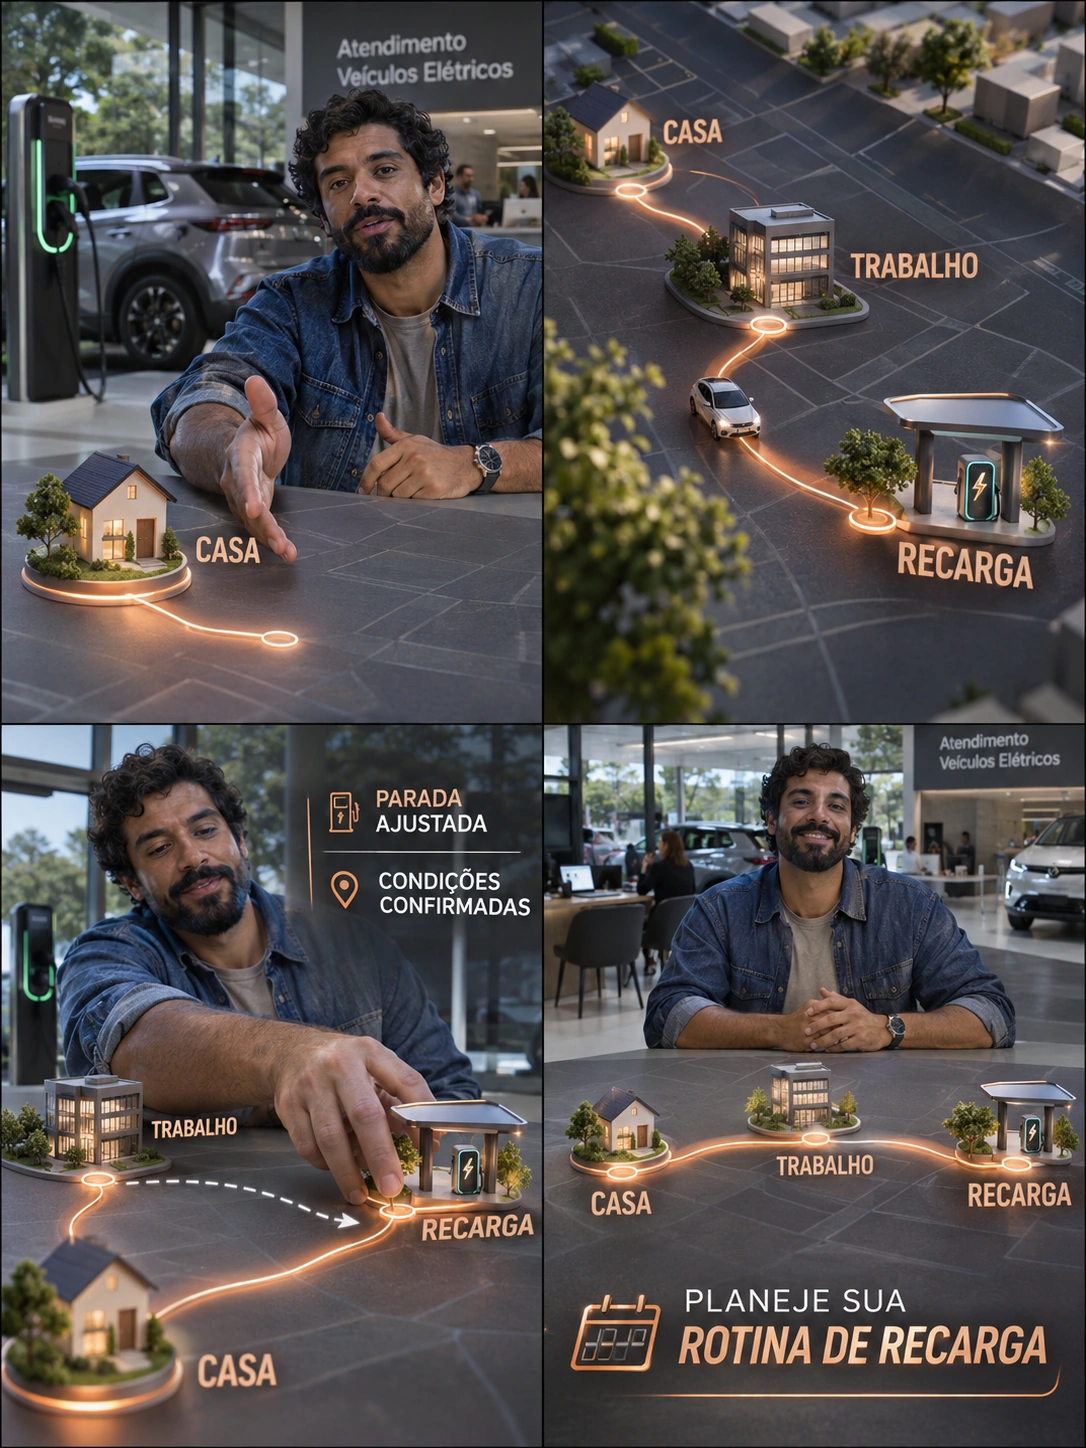 Atendimento
Veículos Elétricos
CASA
CASA
TRABALHO
RECARGA
PARADA
AJUSTADA
CONDIÇÕES
CONFIRMADAS
TRABALHO
RECARGA
CASA
Atendimento
Veículos Elétricos
CASA
TRABALHO
RECARGA
PLANEJE SUA
ROTINA DE RECARGA